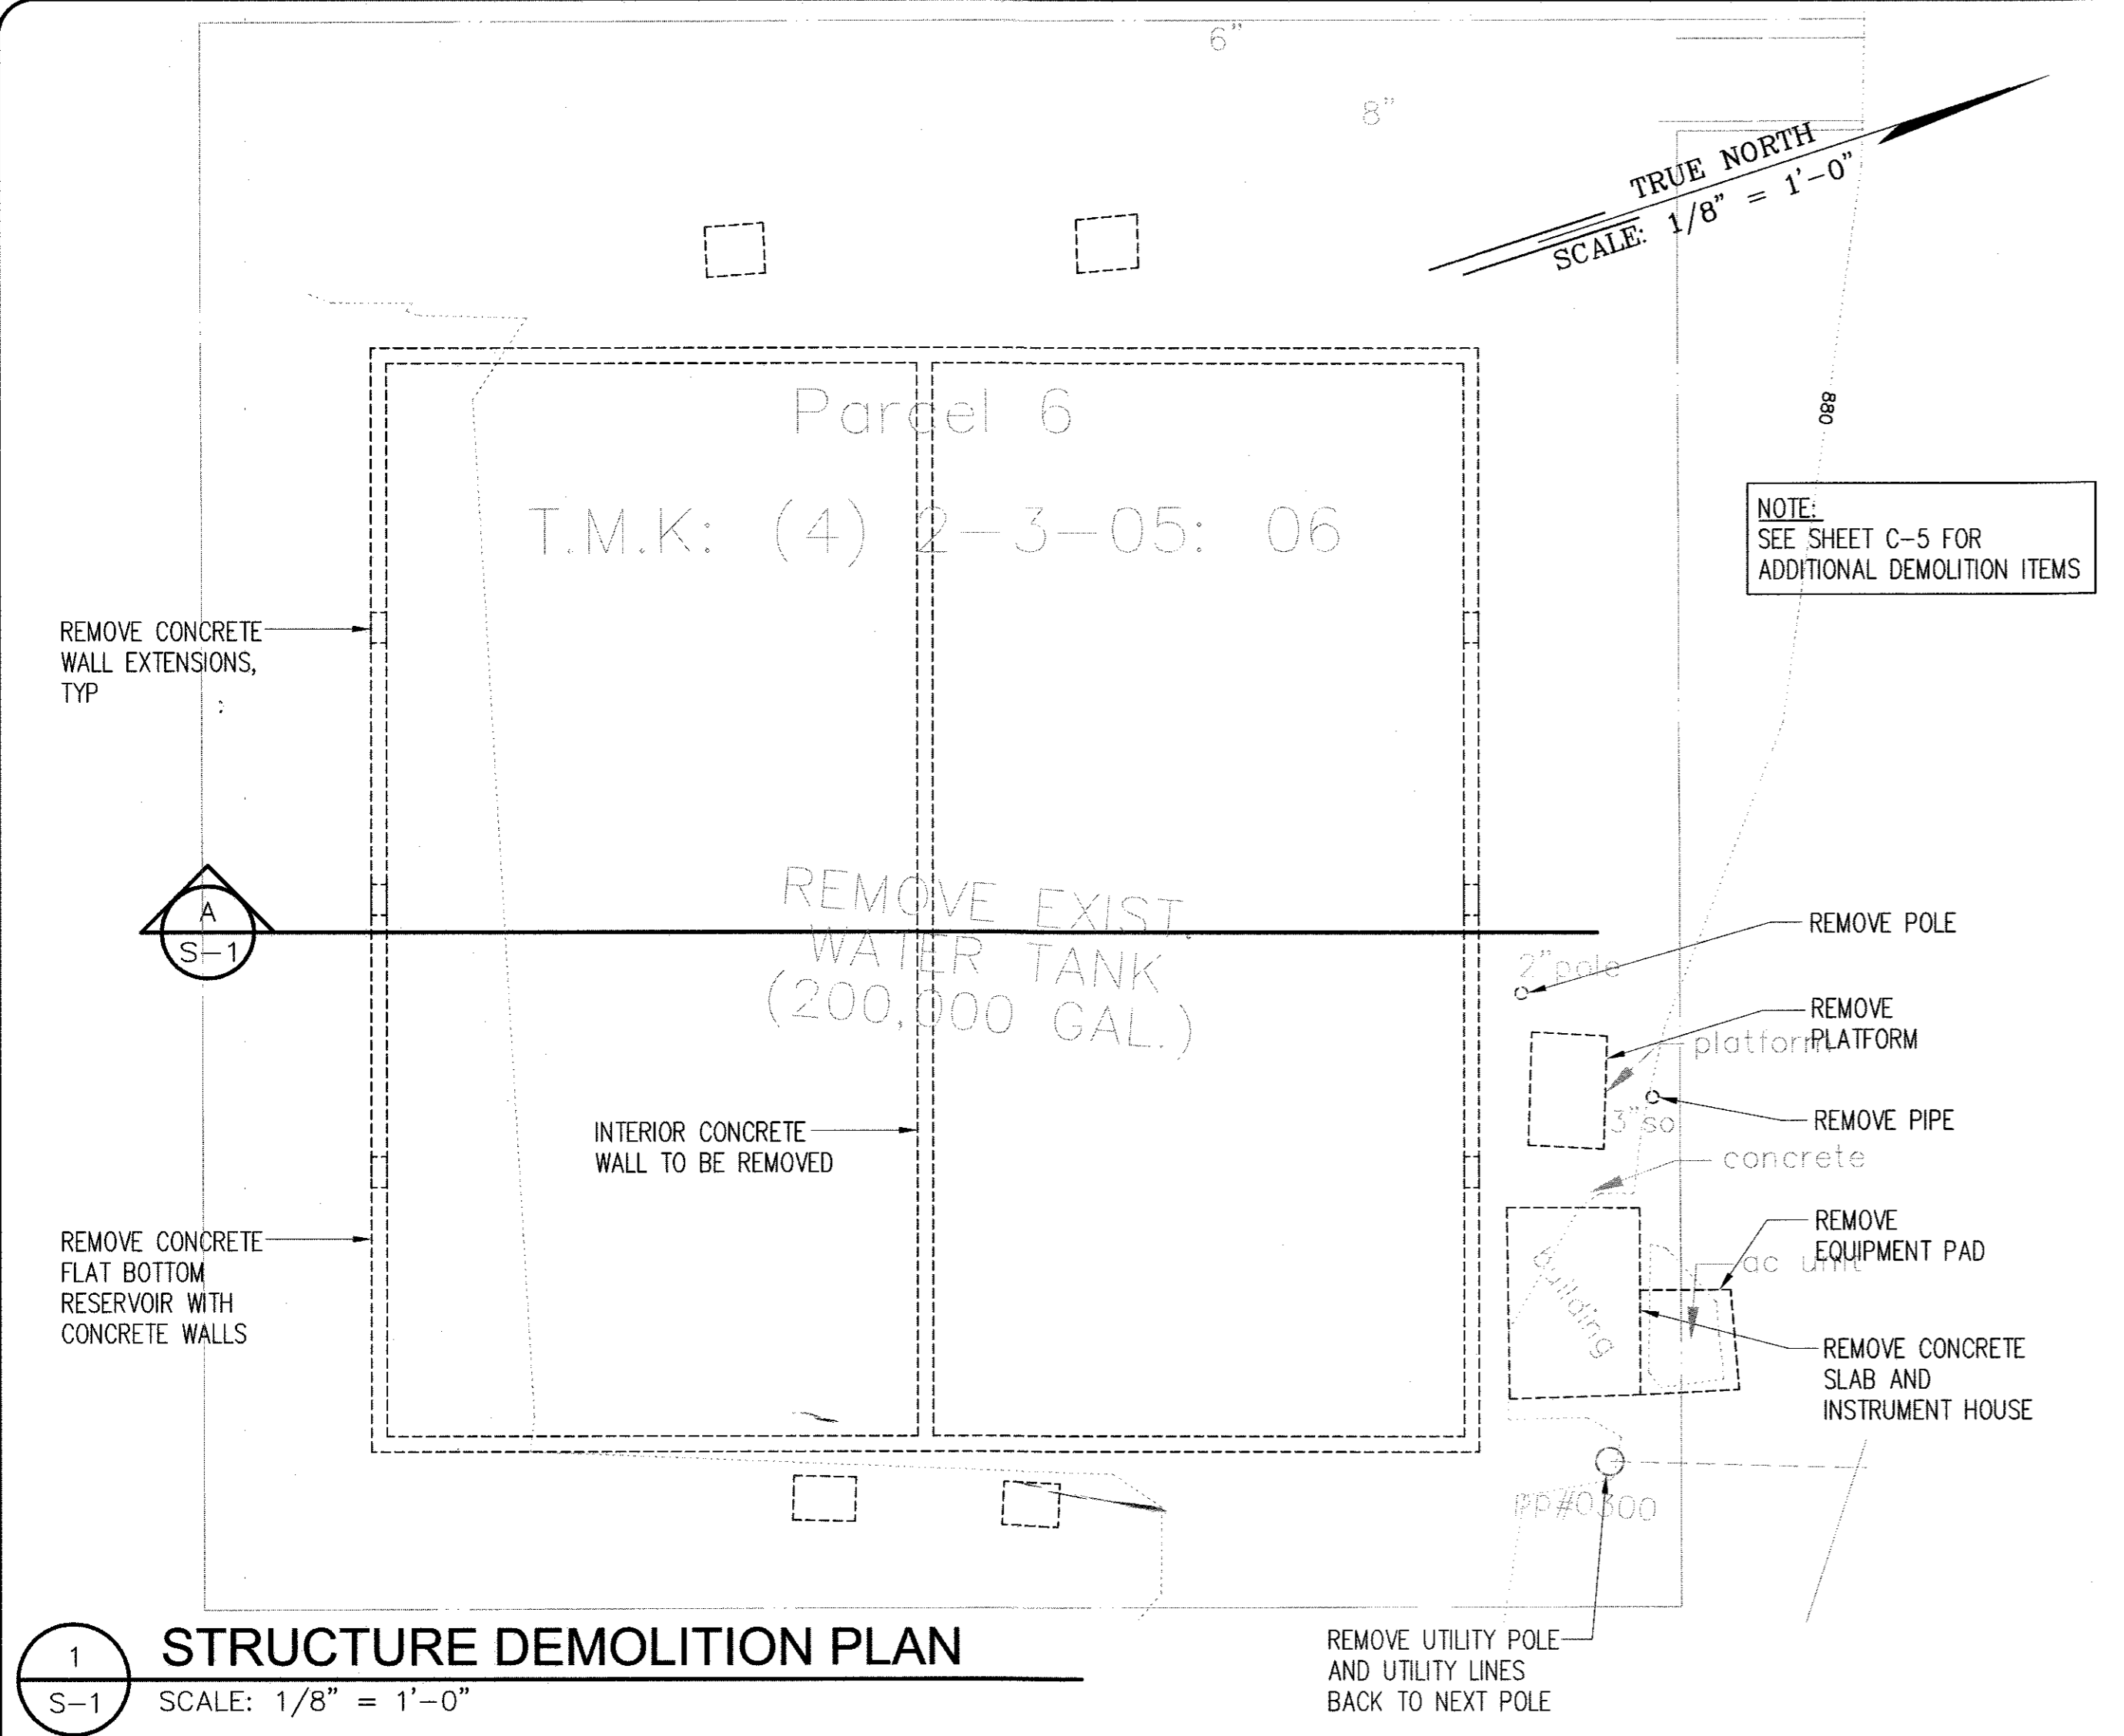 6"
8"
TRUE NORTH
SCALE: 1/8" = 1'-0"
Parcel 6
880
T.M.K: (4) 2-3-05: 06
NOTE:
SEE SHEET C-5 FOR
ADDITIONAL DEMOLITION ITEMS
REMOVE CONCRETE
WALL EXTENSIONS,
TYP
A
S-1
REMOVE EXIST.
WATER TANK
(200,000 GAL.)
REMOVE POLE
2"pole
REMOVE
PLATFORM
platform
REMOVE PIPE
3"so
concrete
INTERIOR CONCRETE
WALL TO BE REMOVED
REMOVE
EQUIPMENT PAD
ac unit
building
REMOVE CONCRETE
FLAT BOTTOM
RESERVOIR WITH
CONCRETE WALLS
REMOVE CONCRETE
SLAB AND
INSTRUMENT HOUSE
PP#0300
REMOVE UTILITY POLE
AND UTILITY LINES
BACK TO NEXT POLE
1
S-1
STRUCTURE DEMOLITION PLAN
SCALE: 1/8" = 1'-0"